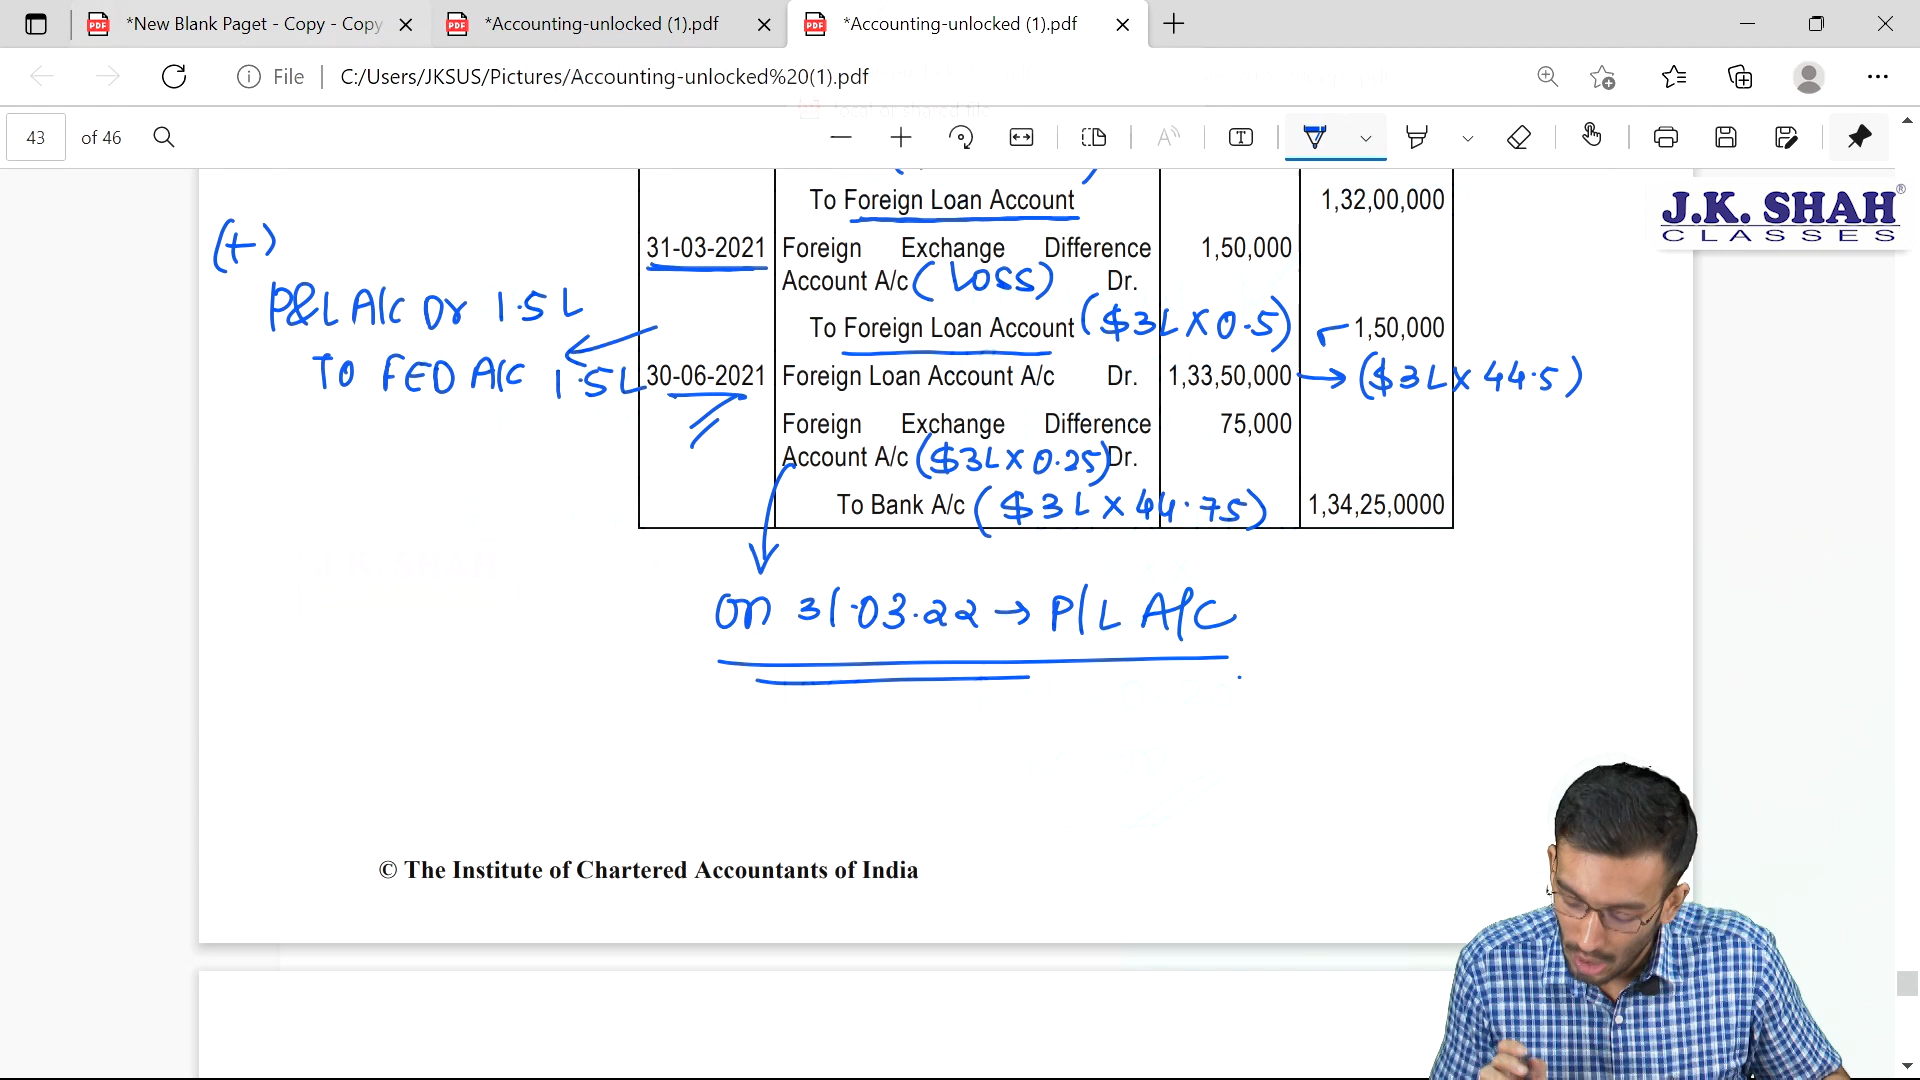 *New Blank Paget - Copy - Copy
*Accounting-unlocked (1).pdf
*Accounting-unlocked (1).pdf
File
C:/Users/JKSUS/Pictures/Accounting-unlocked%20(1).pdf
43 of 46
J.K. SHAH®
CLASSES
To Foreign Loan Account 1,32,00,000
(+)
31-03-2021 Foreign Exchange Difference 1,50,000
Account A/c (LOSS) Dr.
P&L A/C Dr 1.5 L
To Foreign Loan Account ($3L X 0.5) 1,50,000
To FED A/C 1.5L
30-06-2021 Foreign Loan Account A/c Dr. 1,33,50,000 → ($3L X 44.5)
Foreign Exchange Difference 75,000
Account A/c ($3L X 0.25) Dr.
To Bank A/c ($3L X 44.75) 1,34,25,0000
on 31.03.22 → P/L A/C
© The Institute of Chartered Accountants of India